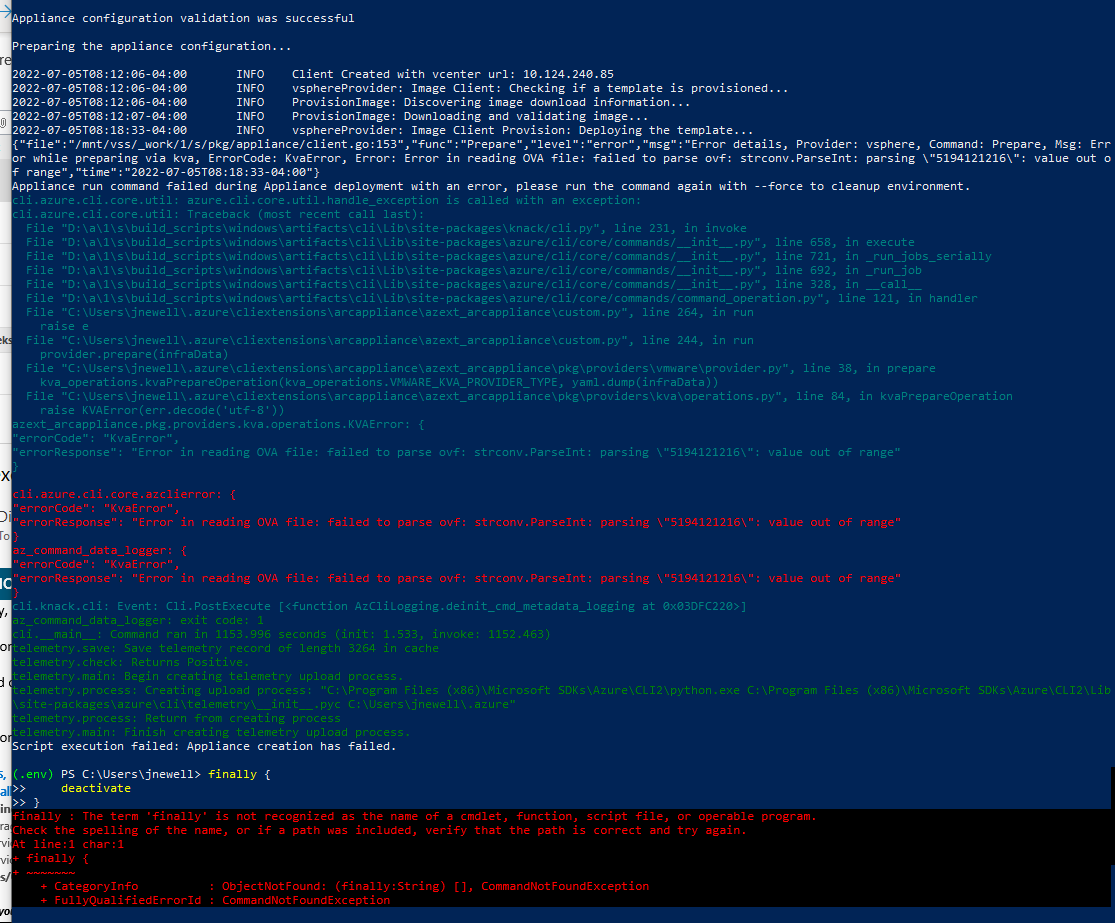 Appliance configuration validation was successful
Preparing the appliance configuration...
2022-07-05T08:12:06-04:00       INFO    Client Created with vcenter url: 10.124.240.85
2022-07-05T08:12:06-04:00       INFO    vsphereProvider: Image Client: Checking if a template is provisioned...
2022-07-05T08:12:06-04:00       INFO    ProvisionImage: Discovering image download information...
2022-07-05T08:12:07-04:00       INFO    ProvisionImage: Downloading and validating image...
2022-07-05T08:18:33-04:00       INFO    vsphereProvider: Image Client Provision: Deploying the template...
{"file":"/mnt/vss/_work/1/s/pkg/appliance/client.go:153","func":"Prepare","level":"error","msg":"Error details, Provider: vsphere, Command: Prepare, Msg: Err
or while preparing via kva, ErrorCode: KvaError, Error: Error in reading OVA file: failed to parse ovf: strconv.ParseInt: parsing \"5194121216\": value out o
f range","time":"2022-07-05T08:18:33-04:00"}
Appliance run command failed during Appliance deployment with an error, please run the command again with --force to cleanup environment.
cli.azure.cli.core.util: azure.cli.core.util.handle_exception is called with an exception:
cli.azure.cli.core.util: Traceback (most recent call last):
  File "D:\a\1\s\build_scripts\windows\artifacts\cli\Lib\site-packages\knack/cli.py", line 231, in invoke
  File "D:\a\1\s\build_scripts\windows\artifacts\cli\Lib\site-packages\azure/cli/core/commands/__init__.py", line 658, in execute
  File "D:\a\1\s\build_scripts\windows\artifacts\cli\Lib\site-packages\azure/cli/core/commands/__init__.py", line 721, in _run_jobs_serially
  File "D:\a\1\s\build_scripts\windows\artifacts\cli\Lib\site-packages\azure/cli/core/commands/__init__.py", line 692, in _run_job
  File "D:\a\1\s\build_scripts\windows\artifacts\cli\Lib\site-packages\azure/cli/core/commands/__init__.py", line 328, in __call__
  File "D:\a\1\s\build_scripts\windows\artifacts\cli\Lib\site-packages\azure/cli/core/commands/command_operation.py", line 121, in handler
  File "C:\Users\jnewell\.azure\cliextensions\arcappliance\azext_arcappliance\custom.py", line 264, in run
    raise e
  File "C:\Users\jnewell\.azure\cliextensions\arcappliance\azext_arcappliance\custom.py", line 244, in run
    provider.prepare(infraData)
  File "C:\Users\jnewell\.azure\cliextensions\arcappliance\azext_arcappliance\pkg\providers\vmware\provider.py", line 38, in prepare
    kva_operations.kvaPrepareOperation(kva_operations.VMWARE_KVA_PROVIDER_TYPE, yaml.dump(infraData))
  File "C:\Users\jnewell\.azure\cliextensions\arcappliance\azext_arcappliance\pkg\providers\kva\operations.py", line 84, in kvaPrepareOperation
    raise KVAError(err.decode('utf-8'))
azext_arcappliance.pkg.providers.kva.operations.KVAError: {
"errorCode": "KvaError",
"errorResponse": "Error in reading OVA file: failed to parse ovf: strconv.ParseInt: parsing \"5194121216\": value out of range"
}
cli.azure.cli.core.azclierror: {
"errorCode": "KvaError",
"errorResponse": "Error in reading OVA file: failed to parse ovf: strconv.ParseInt: parsing \"5194121216\": value out of range"
}
az_command_data_logger: {
"errorCode": "KvaError",
"errorResponse": "Error in reading OVA file: failed to parse ovf: strconv.ParseInt: parsing \"5194121216\": value out of range"
}
cli.knack.cli: Event: Cli.PostExecute [<function AzCliLogging.deinit_cmd_metadata_logging at 0x03DFC220>]
az_command_data_logger: exit code: 1
cli.__main__: Command ran in 1153.996 seconds (init: 1.533, invoke: 1152.463)
telemetry.save: Save telemetry record of length 3264 in cache
telemetry.check: Returns Positive.
telemetry.main: Begin creating telemetry upload process.
telemetry.process: Creating upload process: "C:\Program Files (x86)\Microsoft SDKs\Azure\CLI2\python.exe C:\Program Files (x86)\Microsoft SDKs\Azure\CLI2\Lib
\site-packages\azure\cli\telemetry\__init__.pyc C:\Users\jnewell\.azure"
telemetry.process: Return from creating process
telemetry.main: Finish creating telemetry upload process.
Script execution failed: Appliance creation has failed.
(.env) PS C:\Users\jnewell> finally {
>>     deactivate
>> }
finally : The term 'finally' is not recognized as the name of a cmdlet, function, script file, or operable program.
Check the spelling of the name, or if a path was included, verify that the path is correct and try again.
At line:1 char:1
+ finally {
+ ~~~~~~~
    + CategoryInfo          : ObjectNotFound: (finally:String) [], CommandNotFoundException
    + FullyQualifiedErrorId : CommandNotFoundException